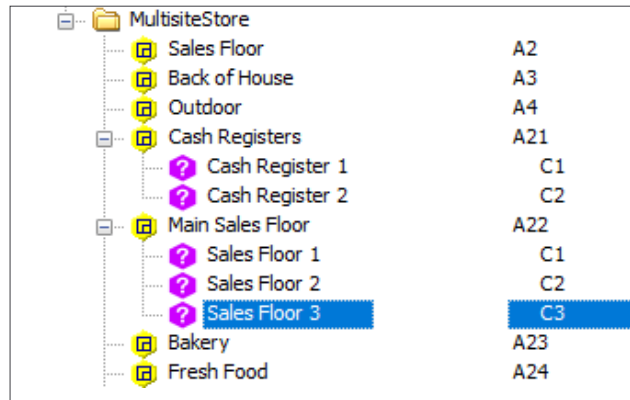 MultisiteStore
Sales Floor A2
Back of House A3
Outdoor A4
Cash Registers A21
Cash Register 1 C1
Cash Register 2 C2
Main Sales Floor A22
Sales Floor 1 C1
Sales Floor 2 C2
Sales Floor 3 C3
Bakery A23
Fresh Food A24